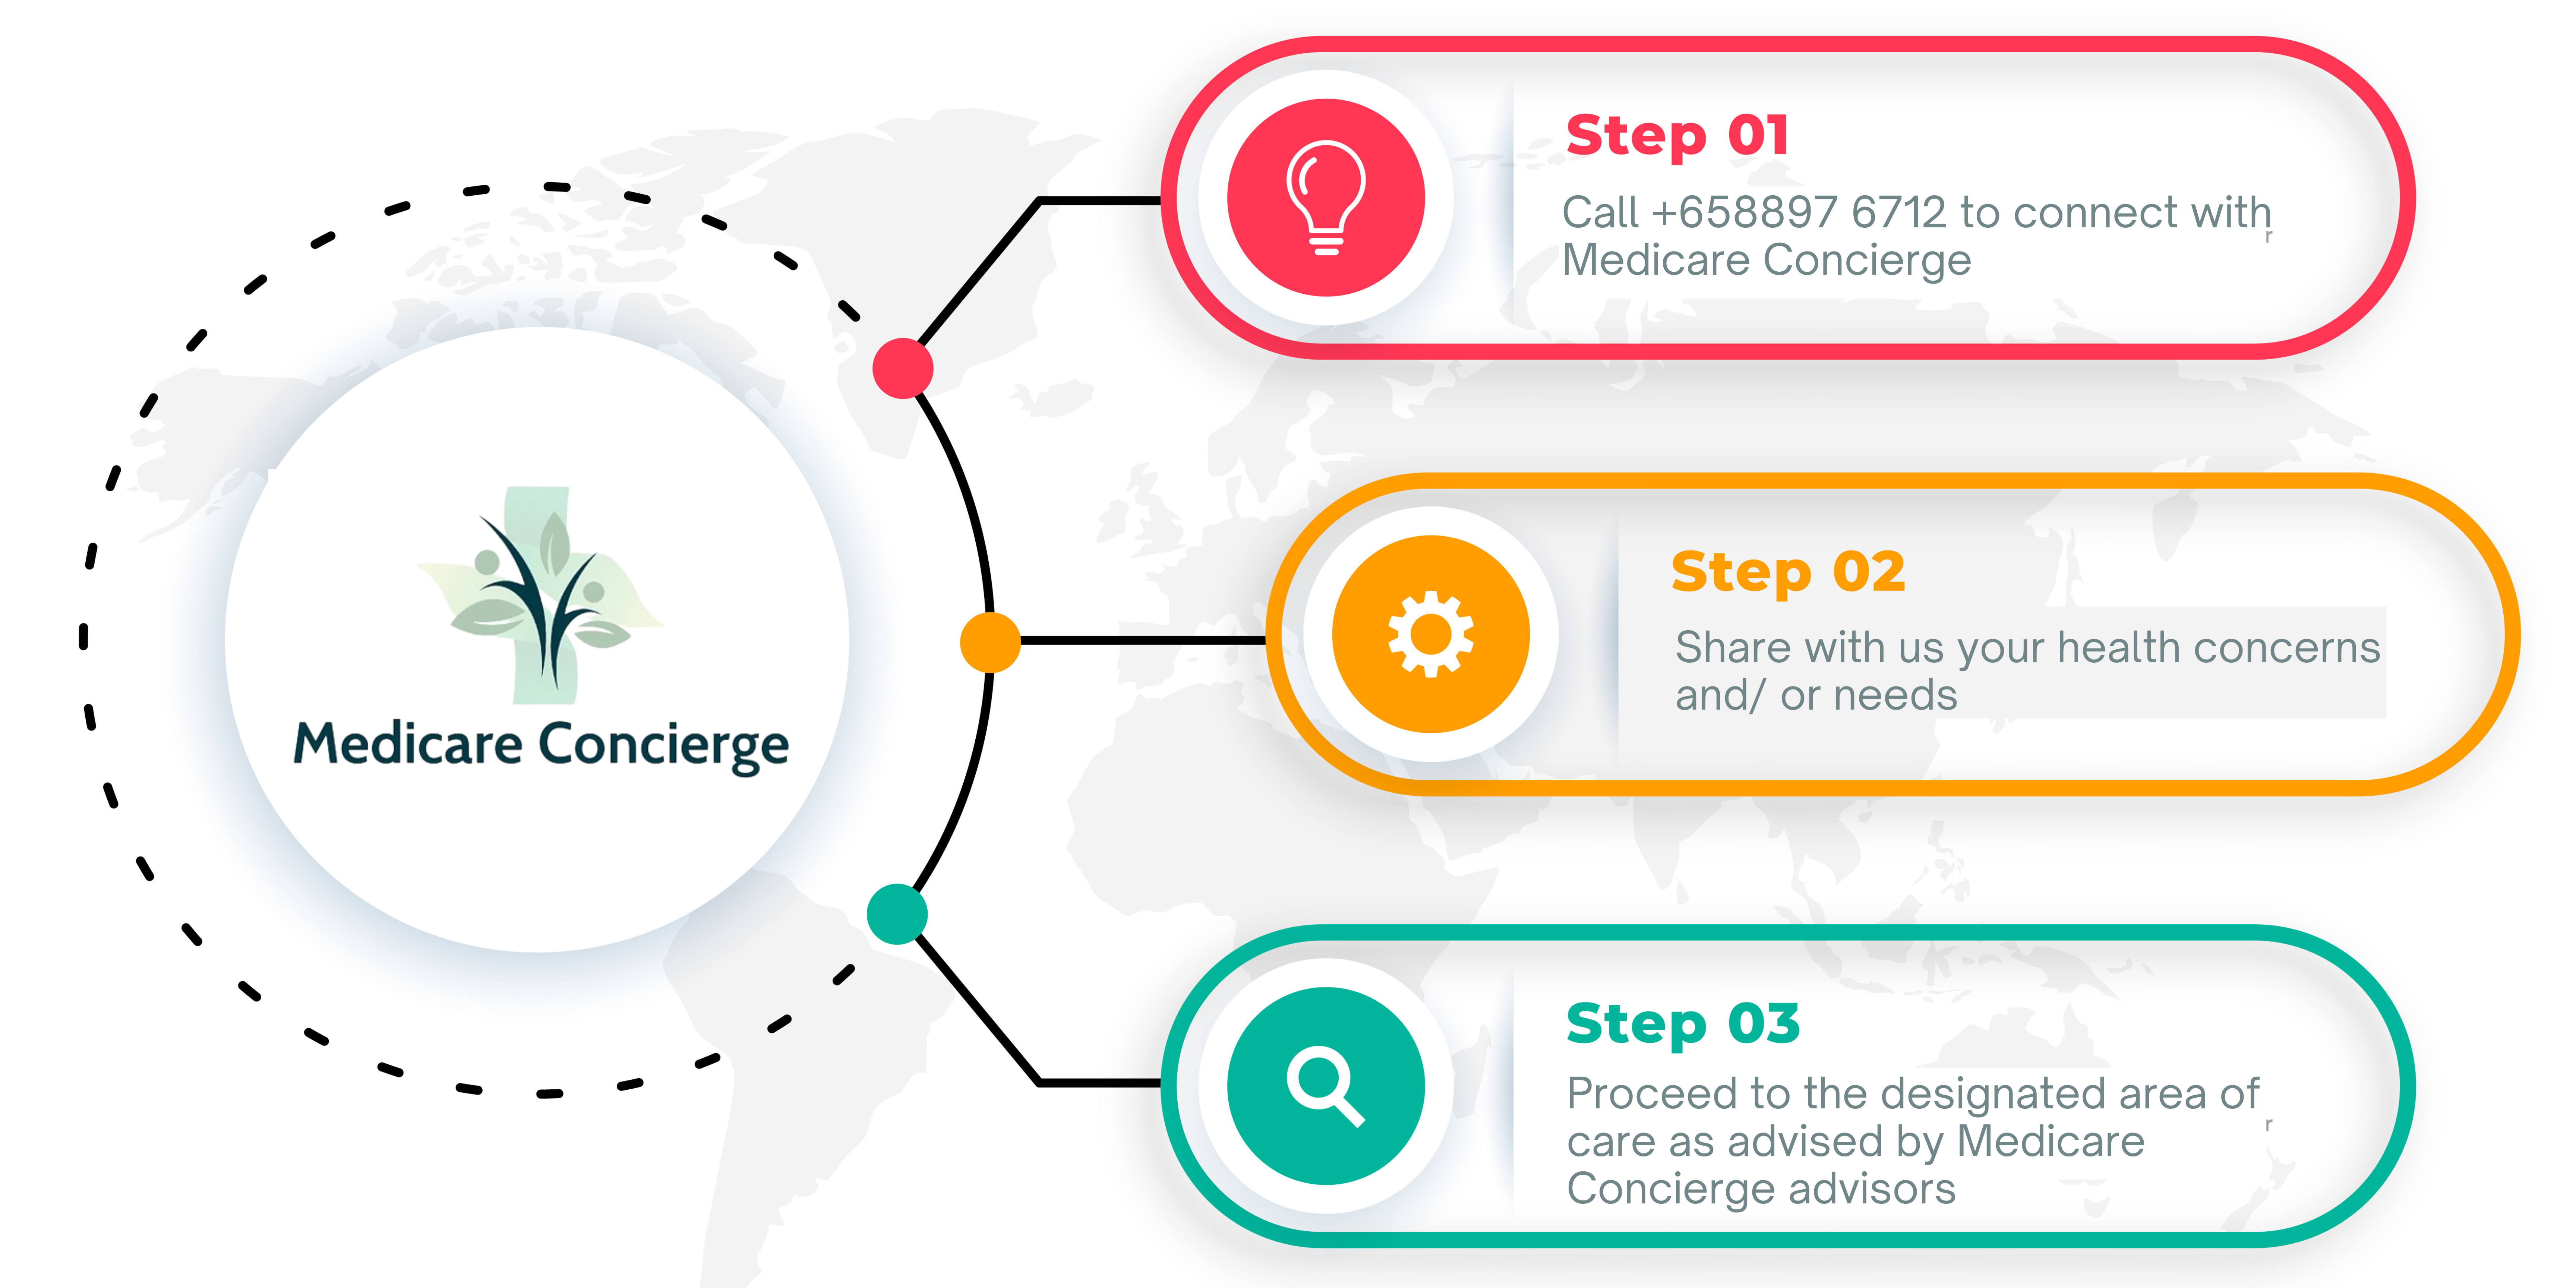 Step 01
Call +658897 6712 to connect with
r
Medicare Concierge
Step 02
Share with us your health concerns
and/ or needs
Medicare Concierge
Step 03
Proceed to the designated area of
r
care as advised by Medicare
Concierge advisors